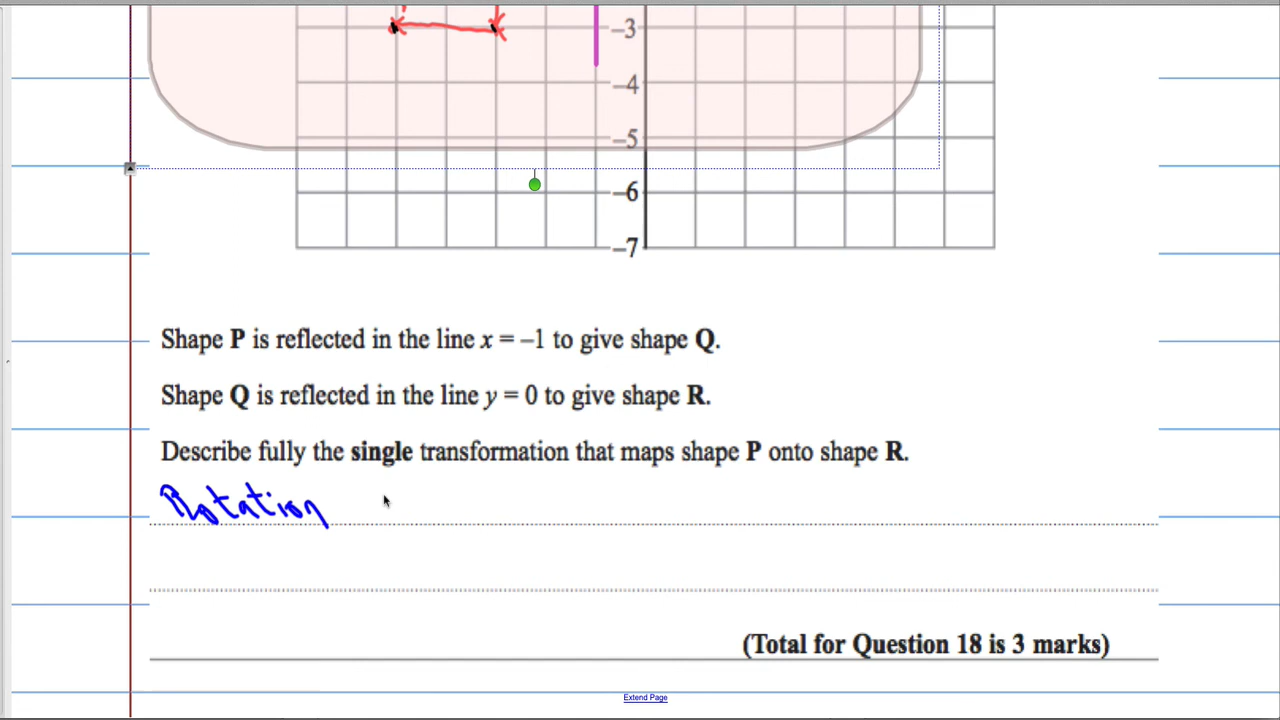 –3
–4
–5
–6
–7
Shape P is reflected in the line x = –1 to give shape Q.
Shape Q is reflected in the line y = 0 to give shape R.
Describe fully the single transformation that maps shape P onto shape R.
Rotation
(Total for Question 18 is 3 marks)
Extend Page